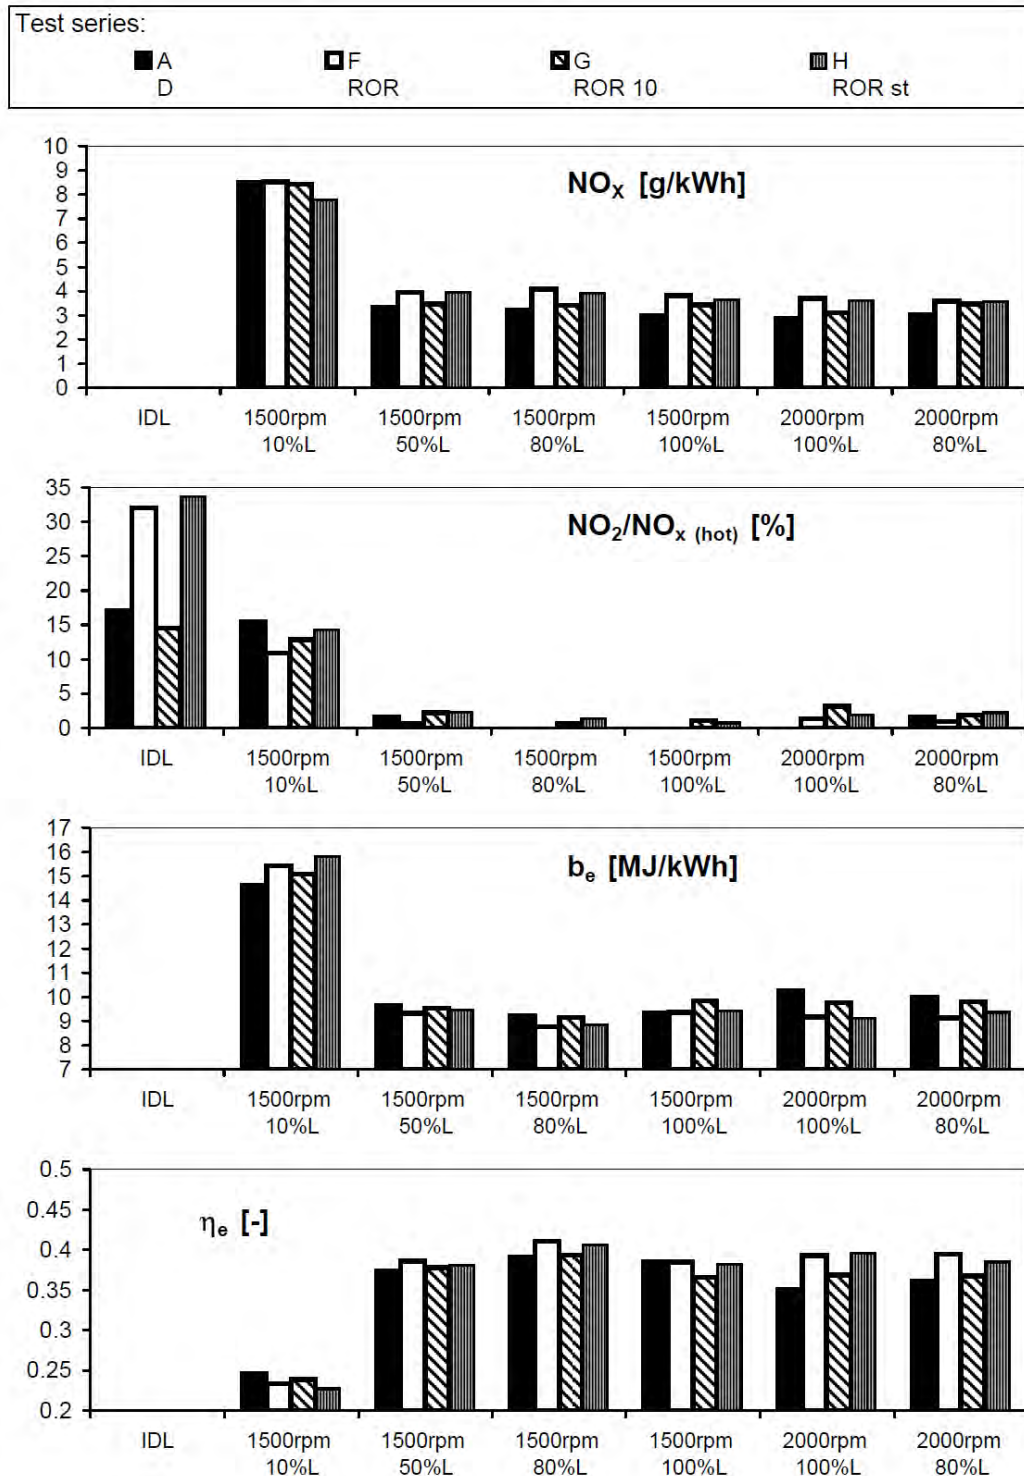 Test series:
A F G H
D ROR ROR 10 ROR st
NOX [g/kWh]
10
9
8
7
6
5
4
3
2
1
0
IDL 1500rpm 1500rpm 1500rpm 1500rpm 2000rpm 2000rpm
10%L 50%L 80%L 100%L 100%L 80%L
NO2/NOx (hot) [%]
35
30
25
20
15
10
5
0
IDL 1500rpm 1500rpm 1500rpm 1500rpm 2000rpm 2000rpm
10%L 50%L 80%L 100%L 100%L 80%L
be [MJ/kWh]
17
16
15
14
13
12
11
10
9
8
7
IDL 1500rpm 1500rpm 1500rpm 1500rpm 2000rpm 2000rpm
10%L 50%L 80%L 100%L 100%L 80%L
ηe [-]
0.5
0.45
0.4
0.35
0.3
0.25
0.2
IDL 1500rpm 1500rpm 1500rpm 1500rpm 2000rpm 2000rpm
10%L 50%L 80%L 100%L 100%L 80%L